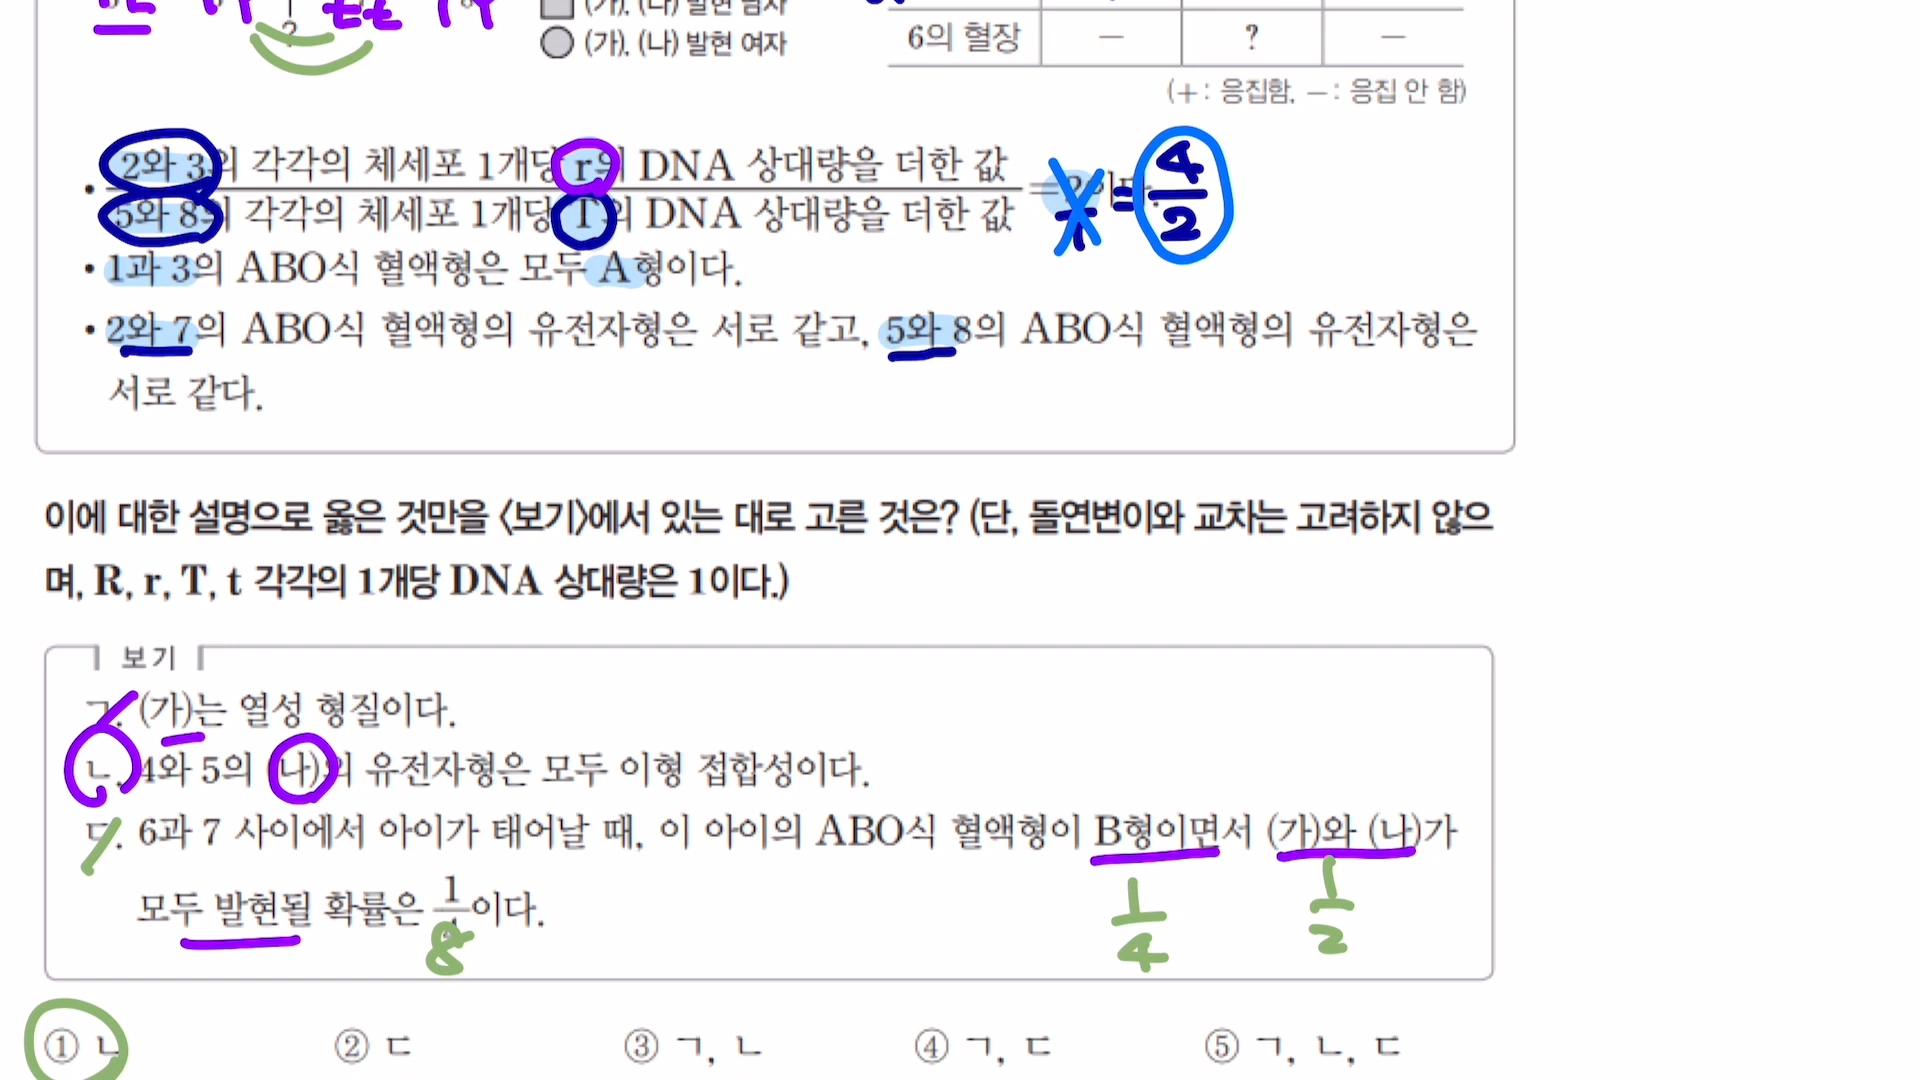 (가), (나) 발현 남자
?
(가), (나) 발현 여자
6의 혈장 − ? −
(+: 응집함, −: 응집 안 함)
• 2와 3의 각각의 체세포 1개당 r의 DNA 상대량을 더한 값
5와 8의 각각의 체세포 1개당 T의 DNA 상대량을 더한 값
= 이다. = 4/2
• 1과 3의 ABO식 혈액형은 모두 A형이다.
• 2와 7의 ABO식 혈액형의 유전자형은 서로 같고, 5와 8의 ABO식 혈액형의 유전자형은
서로 같다.
이에 대한 설명으로 옳은 것만을 <보기>에서 있는 대로 고른 것은? (단, 돌연변이와 교차는 고려하지 않으
며, R, r, T, t 각각의 1개당 DNA 상대량은 1이다.)
보기
ㄱ. (가)는 열성 형질이다.
ㄴ. 4와 5의 (나)의 유전자형은 모두 이형 접합성이다.
ㄷ. 6과 7 사이에서 아이가 태어날 때, 이 아이의 ABO식 혈액형이 B형이면서 (가)와 (나)가
모두 발현될 확률은 1/ 이다.
8
1/4 1/2
① ㄴ ② ㄷ ③ ㄱ, ㄴ ④ ㄱ, ㄷ ⑤ ㄱ, ㄴ, ㄷ